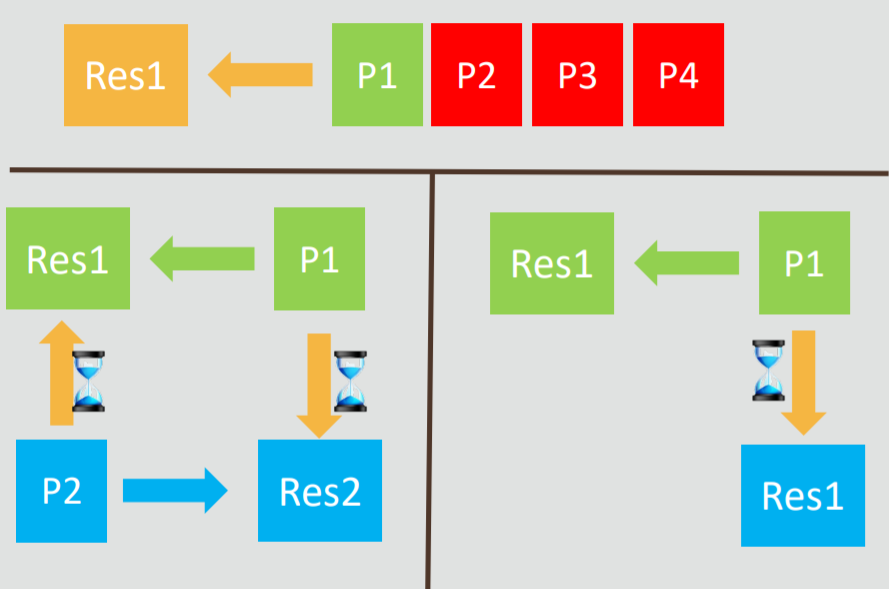 Res1 P1 P2 P3 P4
Res1 P1
P2 Res2
Res1 P1
Res1